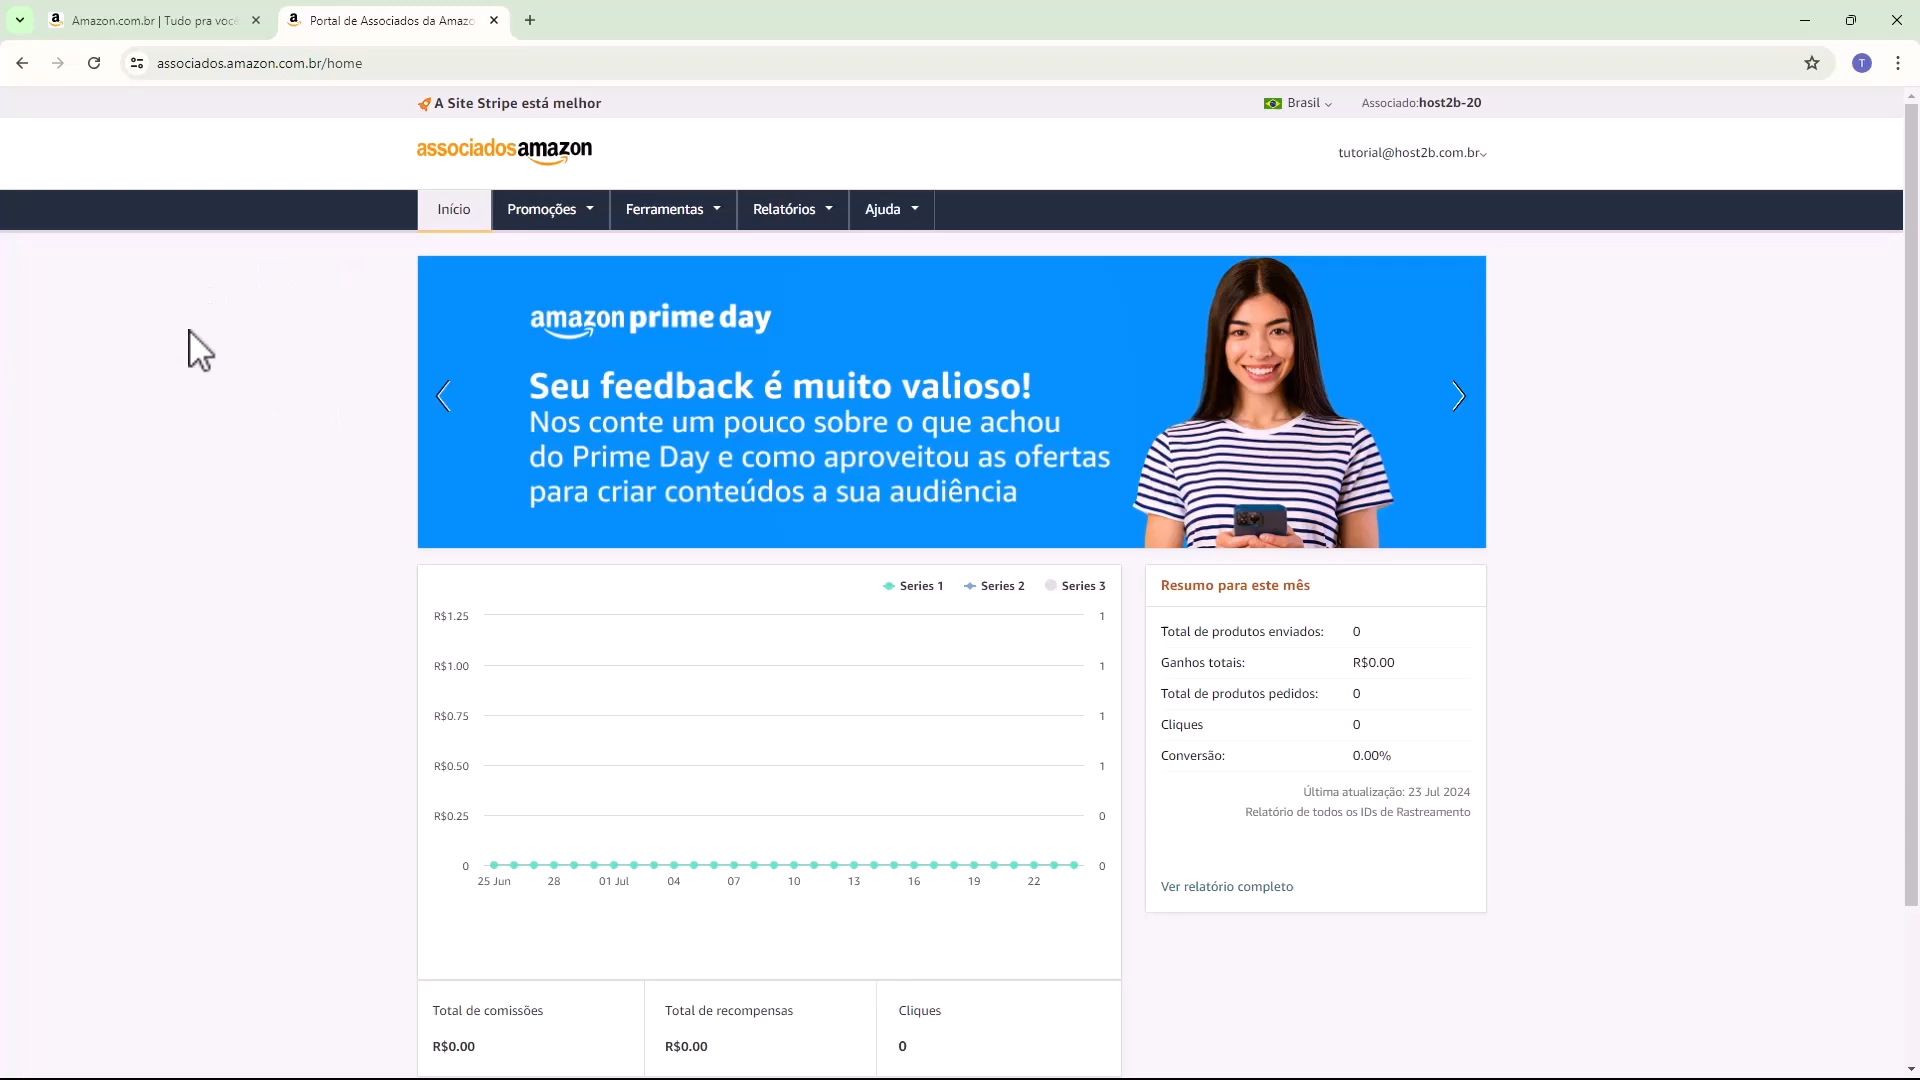 Amazon.com.br | Tudo pra você
Portal de Associados da Amazo
associados.amazon.com.br/home
T
A Site Stripe está melhor
Brasil
Associado:host2b-20
associadosamazon
tutorial@host2b.com.br
Início
Promoções
Ferramentas
Relatórios
Ajuda
amazon prime day
Seu feedback é muito valioso!
Nos conte um pouco sobre o que achou
do Prime Day e como aproveitou as ofertas
para criar conteúdos a sua audiência
Series 1
Series 2
Series 3
R$1.25
1
R$1.00
1
R$0.75
1
R$0.50
1
R$0.25
0
0
0
25 Jun
28
01 Jul
04
07
10
13
16
19
22
Resumo para este mês
Total de produtos enviados: 0
Ganhos totais: R$0.00
Total de produtos pedidos: 0
Cliques 0
Conversão: 0.00%
Última atualização: 23 Jul 2024
Relatório de todos os IDs de Rastreamento
Ver relatório completo
Total de comissões
R$0.00
Total de recompensas
R$0.00
Cliques
0